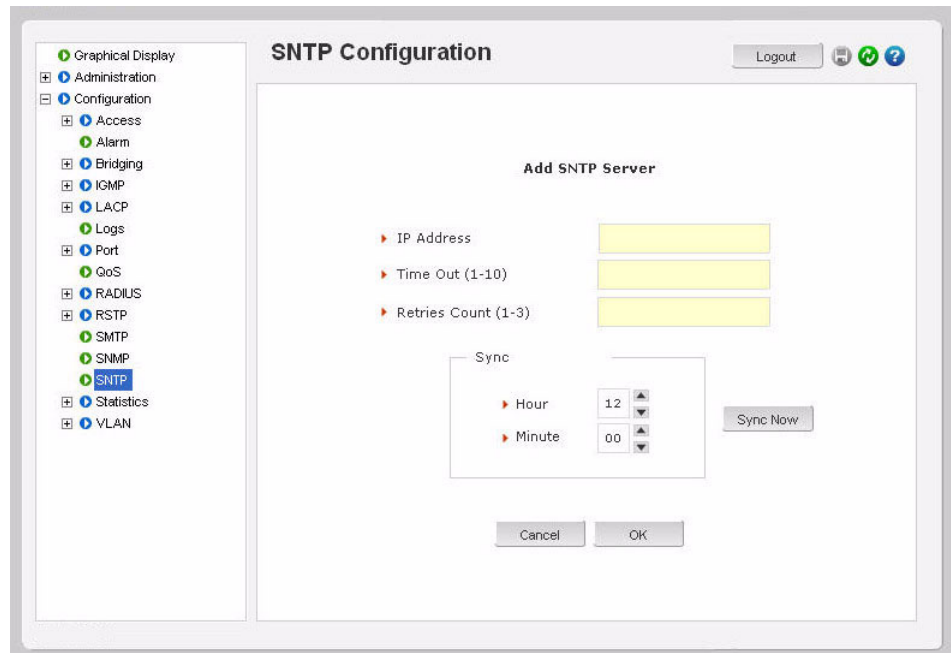 Graphical Display
Administration
Configuration
Access
Alarm
Bridging
IGMP
LACP
Logs
Port
QoS
RADIUS
RSTP
SMTP
SNMP
SNTP
Statistics
VLAN
SNTP Configuration
Logout
?
Add SNTP Server
IP Address
Time Out (1-10)
Retries Count (1-3)
Sync
Hour 12
Minute 00
Sync Now
Cancel OK